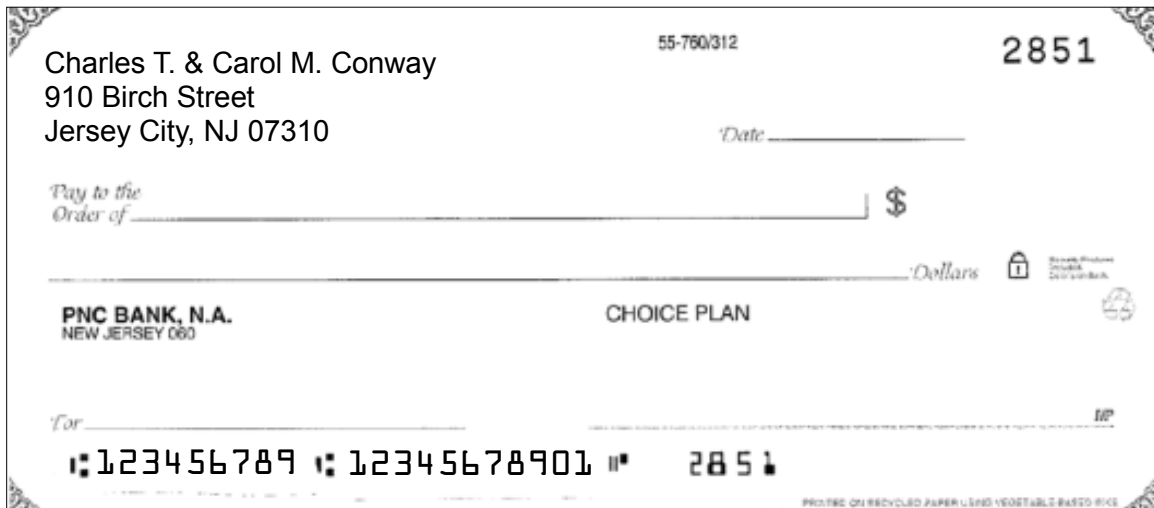 55-760/312
2851
Charles T. & Carol M. Conway
910 Birch Street
Jersey City, NJ 07310
Date
Pay to the
Order of
$
Dollars
PNC BANK, N.A.
NEW JERSEY 060
CHOICE PLAN
For
MP
⑆123456789 ⑆ 12345678901 ⑈ 2851
PRINTED ON RECYCLED PAPER USING VEGETABLE-BASED INKS